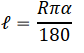 ℓ = Rπα/180